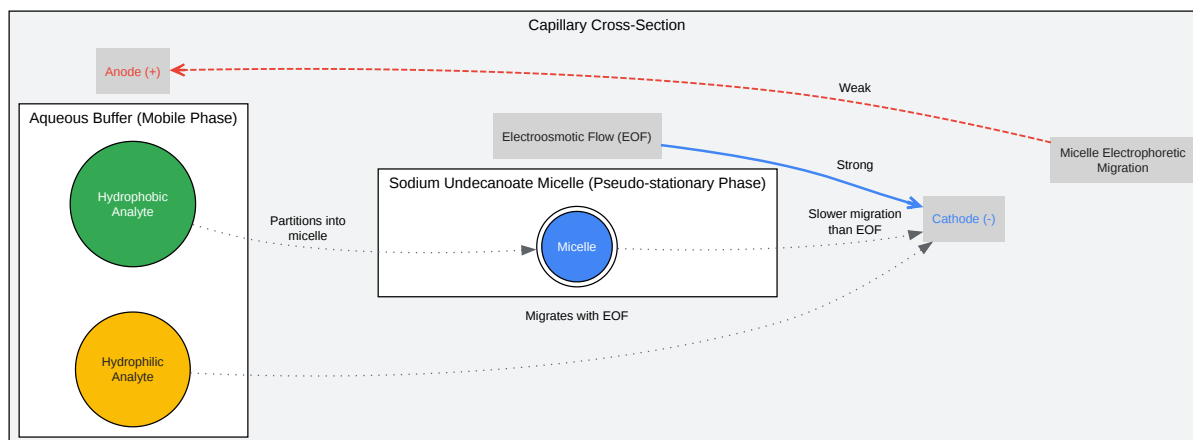 Capillary Cross-Section
Anode (+)
Weak
Aqueous Buffer (Mobile Phase)
Electroosmotic Flow (EOF)
Micelle Electrophoretic
Migration
Strong
Sodium Undecanoate Micelle (Pseudo-stationary Phase)
Hydrophobic
Analyte
Partitions into
micelle
Micelle
Slower migration
than EOF
Cathode (-)
Migrates with EOF
Hydrophilic
Analyte